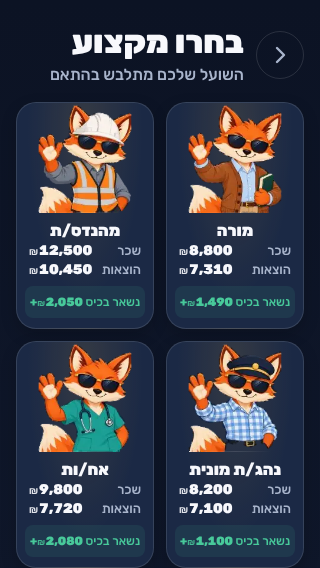 בחרו מקצוע
השועל שלכם מתלבש בהתאם
מורה
שכר ₪8,800
הוצאות ₪7,310
נשאר בכיס ₪1,490+
מהנדס/ת
שכר ₪12,500
הוצאות ₪10,450
נשאר בכיס ₪2,050+
נהג/ת מונית
שכר ₪8,200
הוצאות ₪7,100
נשאר בכיס ₪1,100+
אח/ות
שכר ₪9,800
הוצאות ₪7,720
נשאר בכיס ₪2,080+